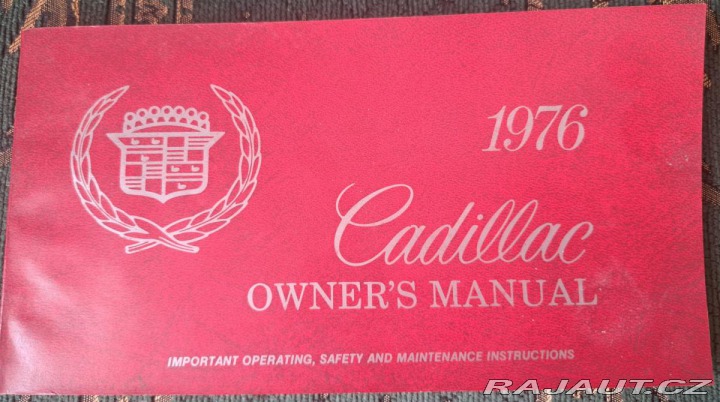 1976
Cadillac
OWNER'S MANUAL
IMPORTANT OPERATING, SAFETY AND MAINTENANCE INSTRUCTIONS
RAJAUT.CZ